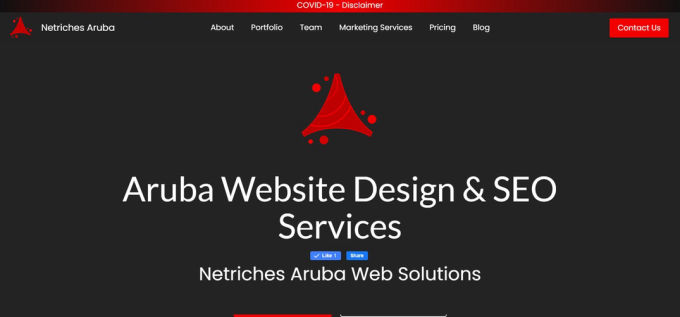 COVID-19 - Disclaimer
Netriches Aruba
About Portfolio Team Marketing Services Pricing Blog
Contact Us
Aruba Website Design & SEO
Services
Like 1 Share
Netriches Aruba Web Solutions